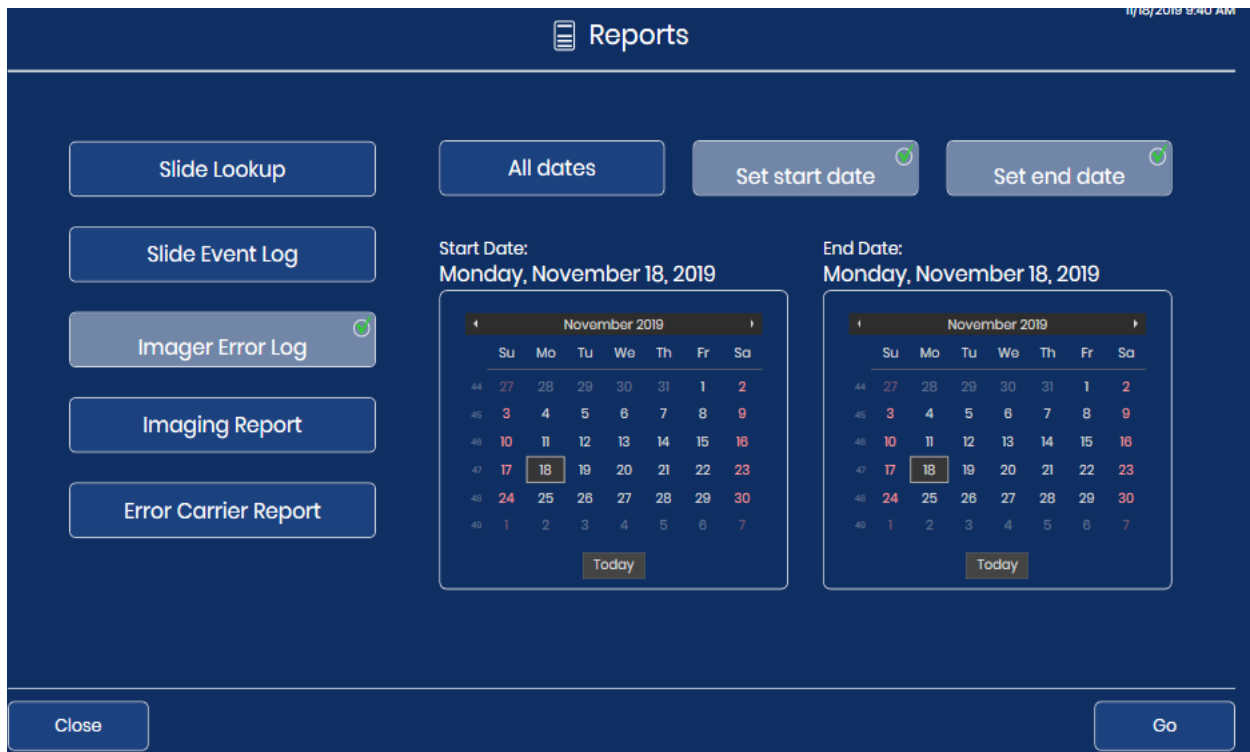 11/18/2019 9:40 AM
Reports
Slide Lookup
Slide Event Log
Imager Error Log
Imaging Report
Error Carrier Report
All dates
Set start date
Set end date
Start Date:
Monday, November 18, 2019
November 2019
Su Mo Tu We Th Fr Sa
44 27 28 29 30 31 1 2
45 3 4 5 6 7 8 9
46 10 11 12 13 14 15 16
47 17 18 19 20 21 22 23
48 24 25 26 27 28 29 30
49 1 2 3 4 5 6 7
Today
End Date:
Monday, November 18, 2019
November 2019
Su Mo Tu We Th Fr Sa
44 27 28 29 30 31 1 2
45 3 4 5 6 7 8 9
46 10 11 12 13 14 15 16
47 17 18 19 20 21 22 23
48 24 25 26 27 28 29 30
49 1 2 3 4 5 6 7
Today
Close
Go